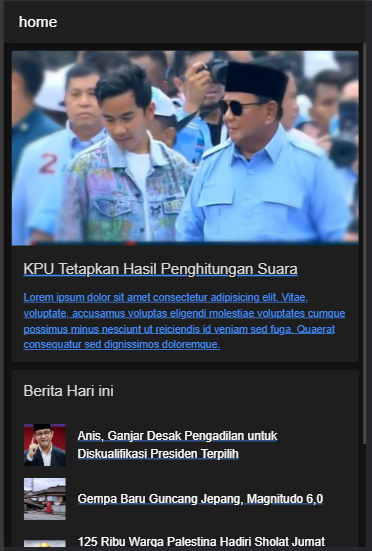 home
2
KPU Tetapkan Hasil Penghitungan Suara
Lorem ipsum dolor sit amet consectetur adipisicing elit. Vitae,
voluptate, accusamus voluptas eligendi molestiae voluptates cumque
possimus minus nesciunt ut reiciendis id veniam sed fuga. Quaerat
consequatur sed dignissimos doloremque.
Berita Hari ini
Anis, Ganjar Desak Pengadilan untuk
Diskualifikasi Presiden Terpilih
Gempa Baru Guncang Jepang, Magnitudo 6,0
125 Ribu Warga Palestina Hadiri Sholat Jumat